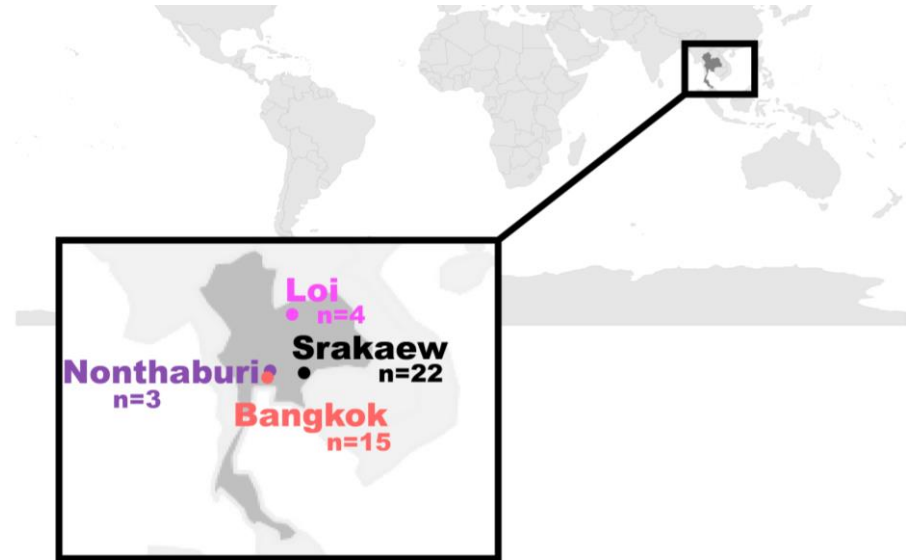 Loi
n=4
Srakaew
n=22
Nonthaburi
n=3
Bangkok
n=15